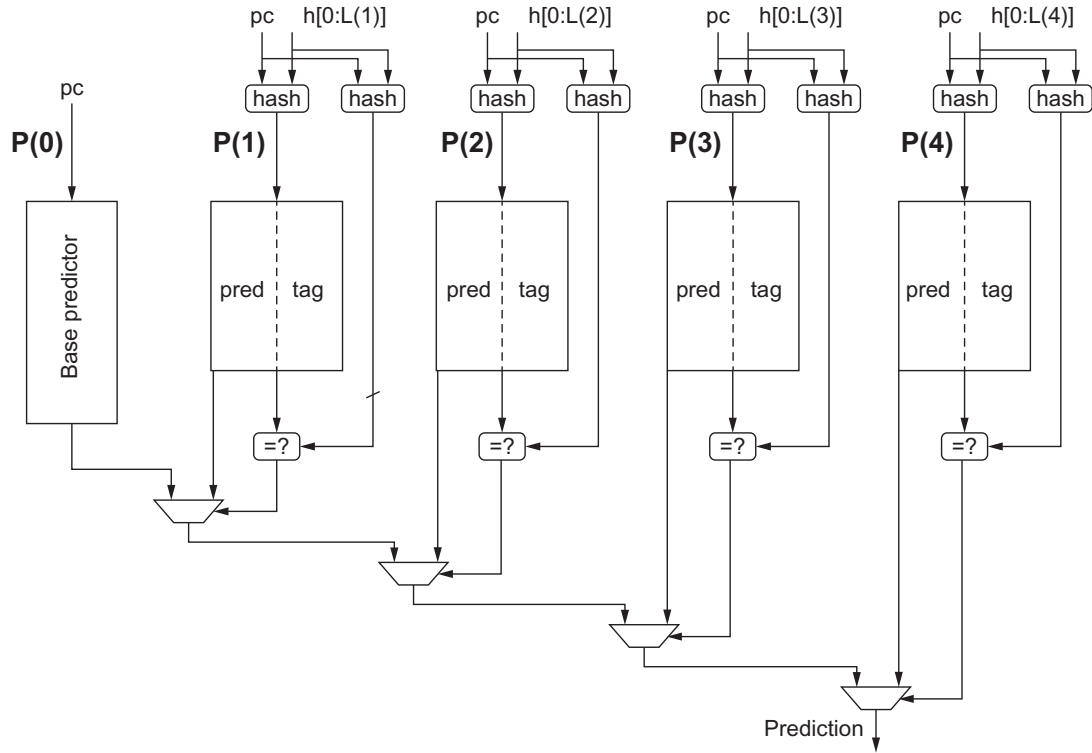 pc h[0:L(1)] pc h[0:L(2)] pc h[0:L(3)] pc h[0:L(4)]
hash hash hash hash hash hash hash hash
pc
P(0) P(1) P(2) P(3) P(4)
Base predictor
pred tag pred tag pred tag pred tag
=? =? =? =?
Prediction